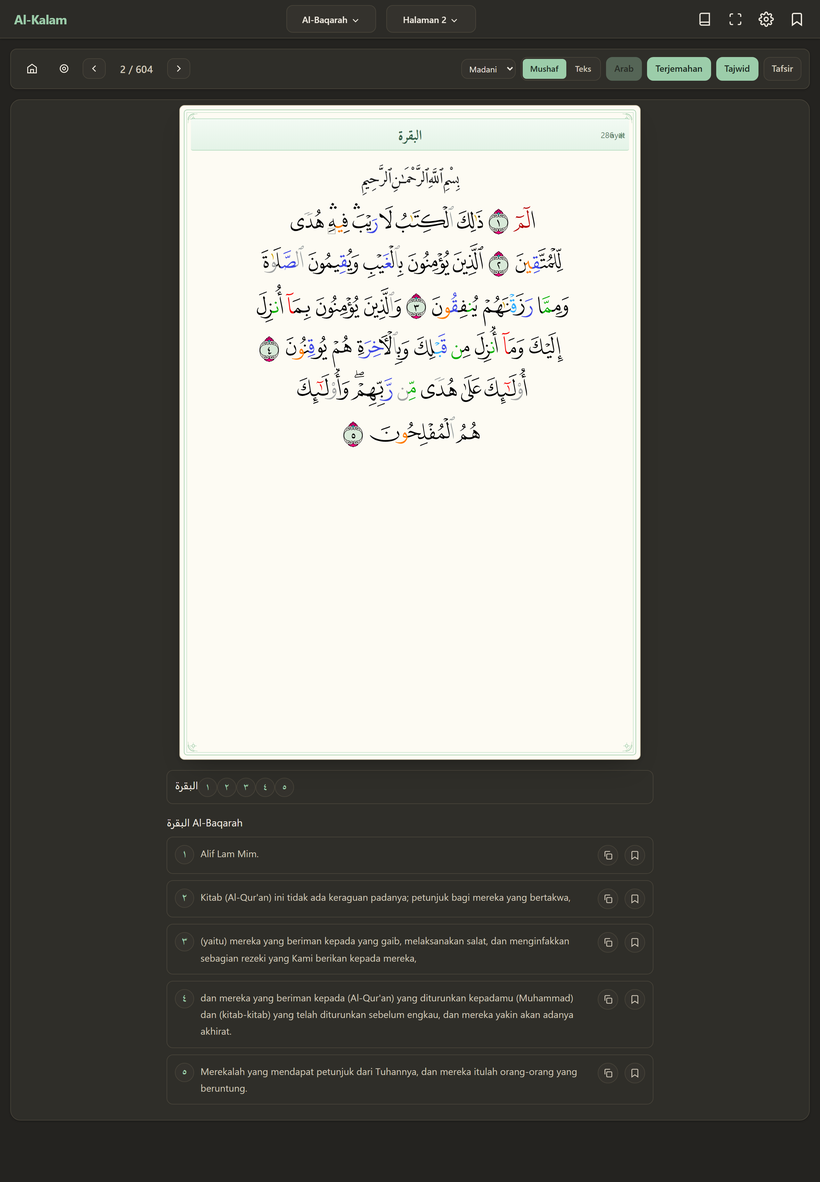 Al-Kalam
Al-Baqarah
Halaman 2
2 / 604
Madani
Mushaf
Teks
Arab
Terjemahan
Tajwid
Tafsir
البقرة
بِسْمِ ٱللَّهِ ٱلرَّحْمَـٰنِ ٱلرَّحِيمِ
الٓمٓ ١ ذَٰلِكَ ٱلْكِتَـٰبُ لَا رَيْبَ ۛ فِيهِ ۛ هُدًى
لِّلْمُتَّقِينَ ٢ ٱلَّذِينَ يُؤْمِنُونَ بِٱلْغَيْبِ وَيُقِيمُونَ ٱلصَّلَوٰةَ
وَمِمَّا رَزَقْنَـٰهُمْ يُنفِقُونَ ٣ وَٱلَّذِينَ يُؤْمِنُونَ بِمَآ أُنزِلَ
إِلَيْكَ وَمَآ أُنزِلَ مِن قَبْلِكَ وَبِٱلْـَٔاخِرَةِ هُمْ يُوقِنُونَ ٤
أُو۟لَـٰٓئِكَ عَلَىٰ هُدًى مِّن رَّبِّهِمْ ۖ وَأُو۟لَـٰٓئِكَ
هُمُ ٱلْمُفْلِحُونَ ٥
البقرة ١ ٢ ٣ ٤ ٥
البقرة Al-Baqarah
١ Alif Lam Mim.
٢ Kitab (Al-Qur'an) ini tidak ada keraguan padanya; petunjuk bagi mereka yang bertakwa,
٣ (yaitu) mereka yang beriman kepada yang gaib, melaksanakan salat, dan menginfakkan
sebagian rezeki yang Kami berikan kepada mereka,
٤ dan mereka yang beriman kepada (Al-Qur'an) yang diturunkan kepadamu (Muhammad)
dan (kitab-kitab) yang telah diturunkan sebelum engkau, dan mereka yakin akan adanya
akhirat.
٥ Merekalah yang mendapat petunjuk dari Tuhannya, dan mereka itulah orang-orang yang
beruntung.